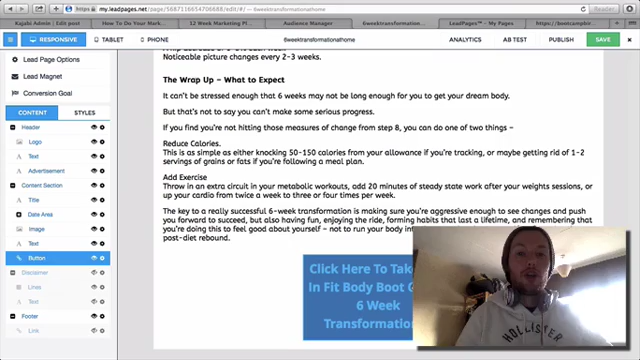 Kajabi Admin
Edit post
How To Do Your Mar
12 Week Marketing Pl
Audience Manager
6weektransformationa
LeadPages™ - My Pages
https://bootcampbi
my.leadpages.net/page/5687116654706688/edit#/
Reader
RESPONSIVE
TABLET
PHONE
6weektransformationathome
ANALYTICS
AB TEST
PUBLISH
SAVE
Lead Page Options
Lead Magnet
Conversion Goal
CONTENT
STYLES
Header
Logo
Text
Advertisement
Content Section
Title
Date Area
Image
Text
Button
Disclaimer
Lines
Text
Footer
Link
Noticeable picture changes every 2-3 weeks.
The Wrap Up – What to Expect
It can't be stressed enough that 6 weeks may not be long enough for you to get your dream body.
But that's not to say you can't make some serious progress.
If you find you're not hitting those measures of change from step 8, you can do one of two things –
Reduce Calories.
This is as simple as either knocking 50-150 calories from your allowance if you're tracking, or maybe getting rid of 1-2
servings of grains or fats if you're following a meal plan.
Add Exercise
Throw in an extra circuit in your metabolic workouts, add 20 minutes of steady state work after your weights sessions, or
up your cardio from twice a week to three or four times per week.
The key to a really successful 6-week transformation is making sure you're aggressive enough to see changes and push
you forward to succeed, but also having fun, enjoying the ride, forming habits that last a lifetime, and remembering that
you're doing this to feel good about yourself – not to run your body
post-diet rebound.
Click Here To Take
In Fit Body Boot
6 Week
Transformation
HOLLISTER